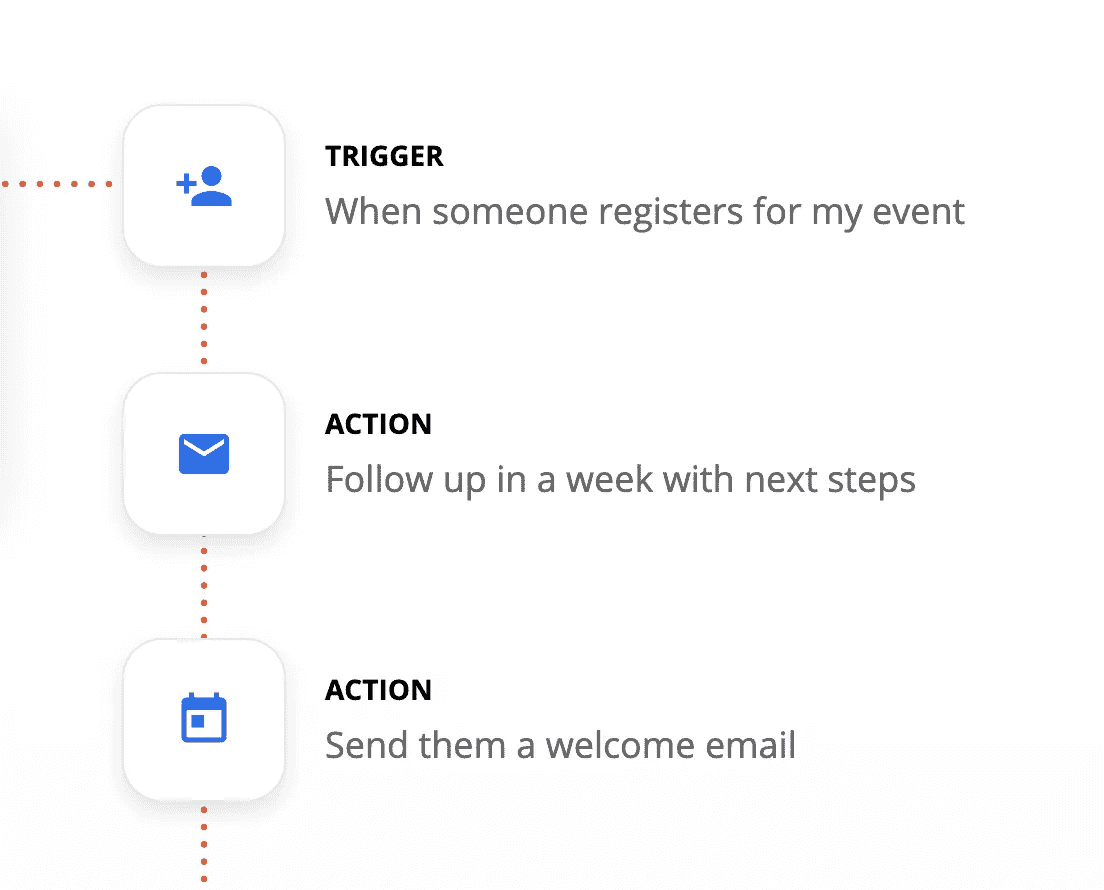 TRIGGER
When someone registers for my event
ACTION
Follow up in a week with next steps
ACTION
Send them a welcome email